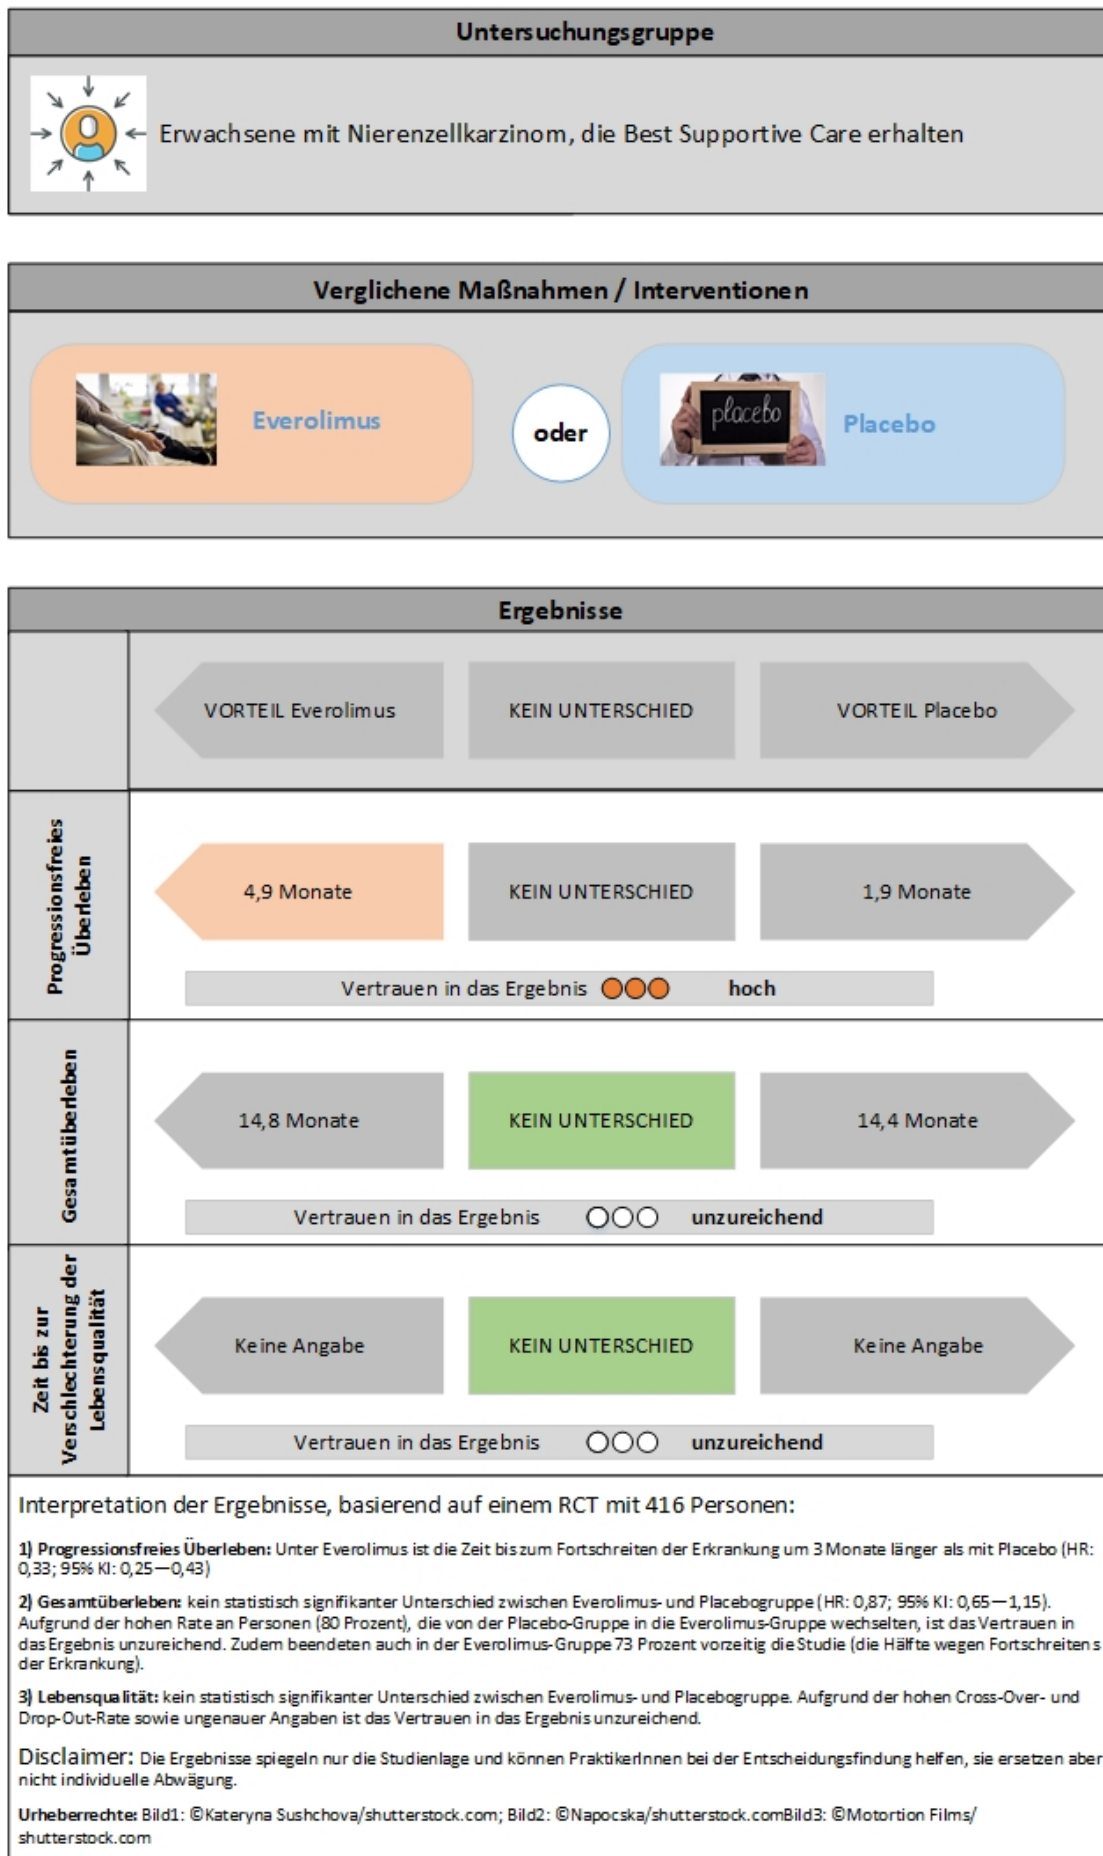 Untersuchungsgruppe
Erwachsene mit Nierenzellkarzinom, die Best Supportive Care erhalten
Verglichene Maßnahmen / Interventionen
Everolimus
oder
placebo
Placebo
Ergebnisse
VORTEIL Everolimus
KEIN UNTERSCHIED
VORTEIL Placebo
Progressionsfreies
Überleben
4,9 Monate
KEIN UNTERSCHIED
1,9 Monate
Vertrauen in das Ergebnis hoch
Gesamtüberleben
14,8 Monate
KEIN UNTERSCHIED
14,4 Monate
Vertrauen in das Ergebnis unzureichend
Zeit bis zur
Verschlechterung der
Lebensqualität
Keine Angabe
KEIN UNTERSCHIED
Keine Angabe
Vertrauen in das Ergebnis unzureichend
Interpretation der Ergebnisse, basierend auf einem RCT mit 416 Personen:
1) Progressionsfreies Überleben: Unter Everolimus ist die Zeit bis zum Fortschreiten der Erkrankung um 3 Monate länger als mit Placebo (HR:
0,33; 95% KI: 0,25—0,43)
2) Gesamtüberleben: kein statistisch signifikanter Unterschied zwischen Everolimus- und Placebogruppe (HR: 0,87; 95% KI: 0,65—1,15).
Aufgrund der hohen Rate an Personen (80 Prozent), die von der Placebo-Gruppe in die Everolimus-Gruppe wechselten, ist das Vertrauen in
das Ergebnis unzureichend. Zudem beendeten auch in der Everolimus-Gruppe 73 Prozent vorzeitig die Studie (die Hälfte wegen Fortschreitens
der Erkrankung).
3) Lebensqualität: kein statistisch signifikanter Unterschied zwischen Everolimus- und Placebogruppe. Aufgrund der hohen Cross-Over- und
Drop-Out-Rate sowie ungenauer Angaben ist das Vertrauen in das Ergebnis unzureichend.
Disclaimer: Die Ergebnisse spiegeln nur die Studienlage und können PraktikerInnen bei der Entscheidungsfindung helfen, sie ersetzen aber
nicht individuelle Abwägung.
Urheberrechte: Bild1: ©Kateryna Sushchova/shutterstock.com; Bild2: ©Napocska/shutterstock.comBild3: ©Motortion Films/
shutterstock.com